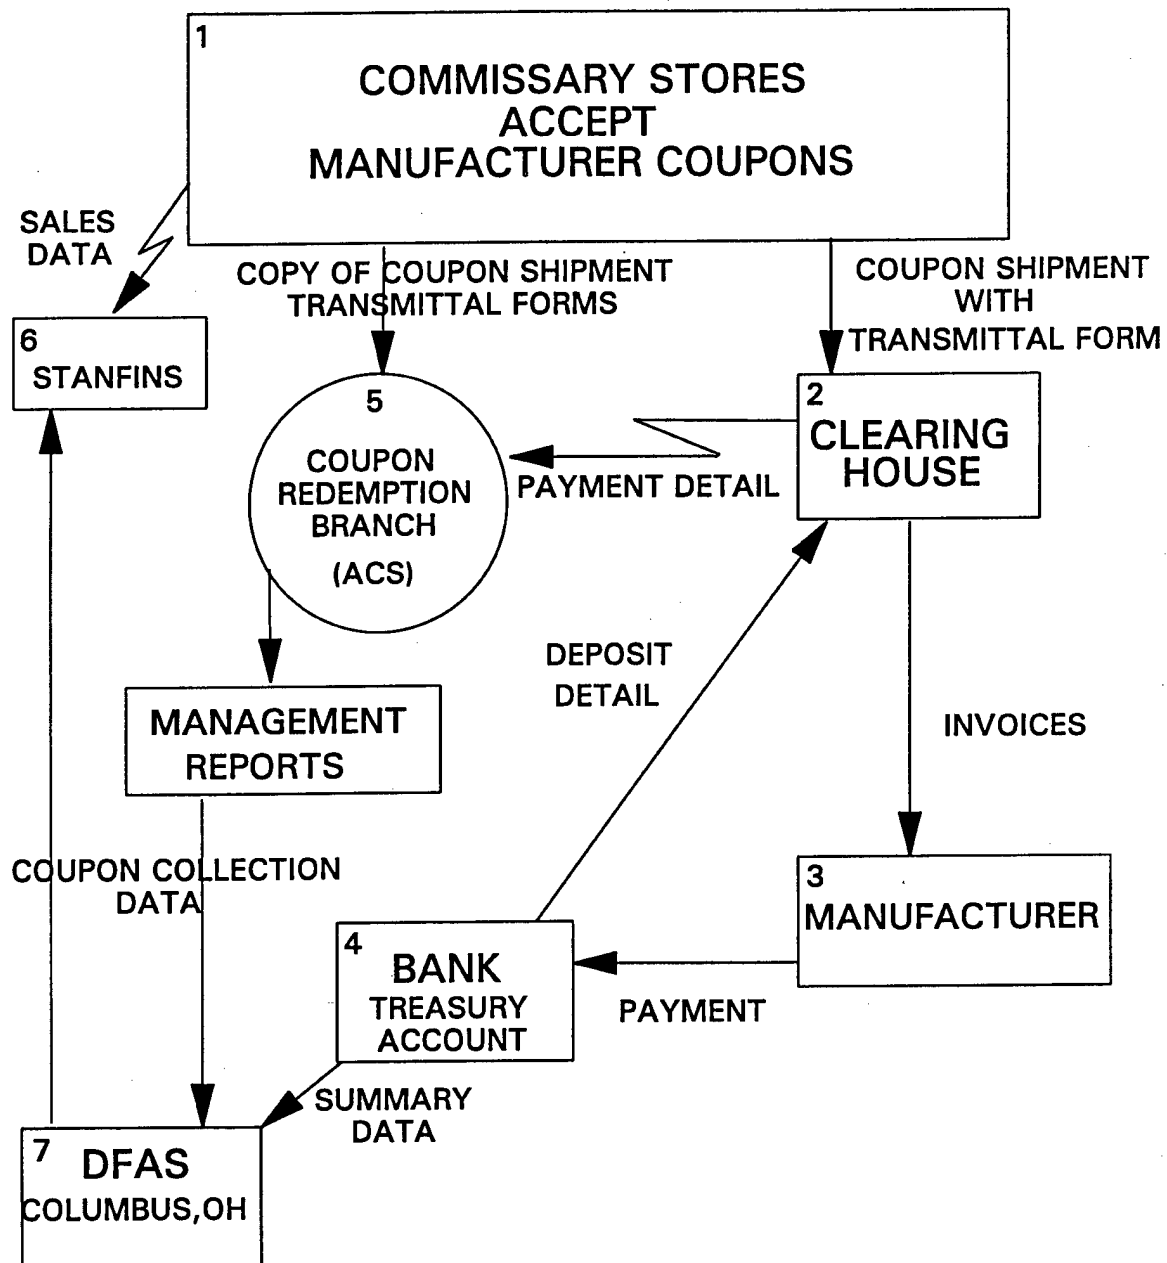 1
COMMISSARY STORES
ACCEPT
MANUFACTURER COUPONS
SALES
DATA
COPY OF COUPON SHIPMENT
TRANSMITTAL FORMS
COUPON SHIPMENT
WITH
TRANSMITTAL FORM
6
STANFINS
5
COUPON
REDEMPTION
BRANCH
(ACS)
2
CLEARING
HOUSE
PAYMENT DETAIL
DEPOSIT
DETAIL
MANAGEMENT
REPORTS
INVOICES
COUPON COLLECTION
DATA
3
MANUFACTURER
4
BANK
TREASURY
ACCOUNT
PAYMENT
SUMMARY
DATA
7
DFAS
COLUMBUS,OH